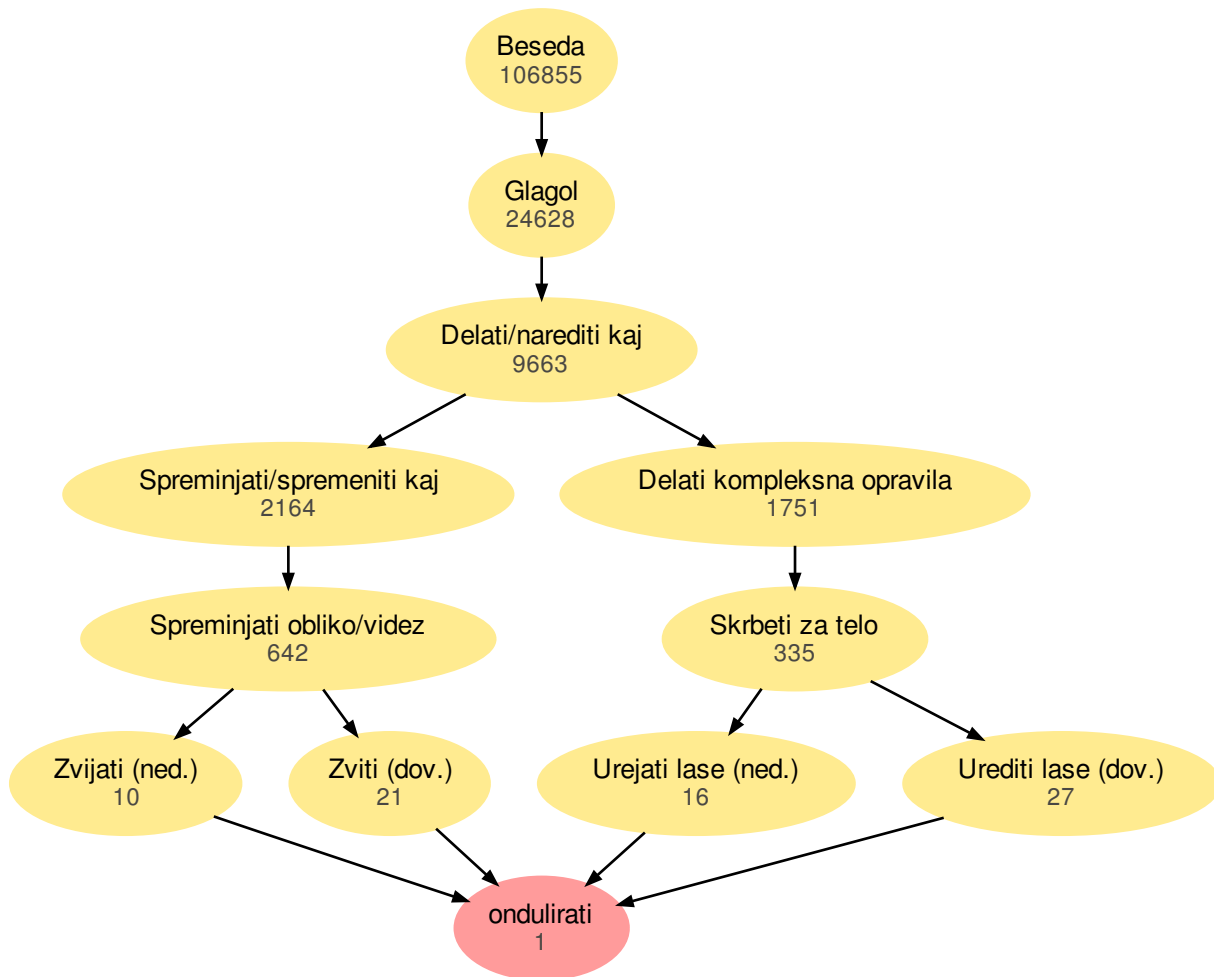 Beseda
106855
Glagol
24628
Delati/narediti kaj
9663
Spreminjati/spremeniti kaj
2164
Delati kompleksna opravila
1751
Spreminjati obliko/videz
642
Skrbeti za telo
335
Zvijati (ned.)
10
Zviti (dov.)
21
Urejati lase (ned.)
16
Urediti lase (dov.)
27
ondulirati
1